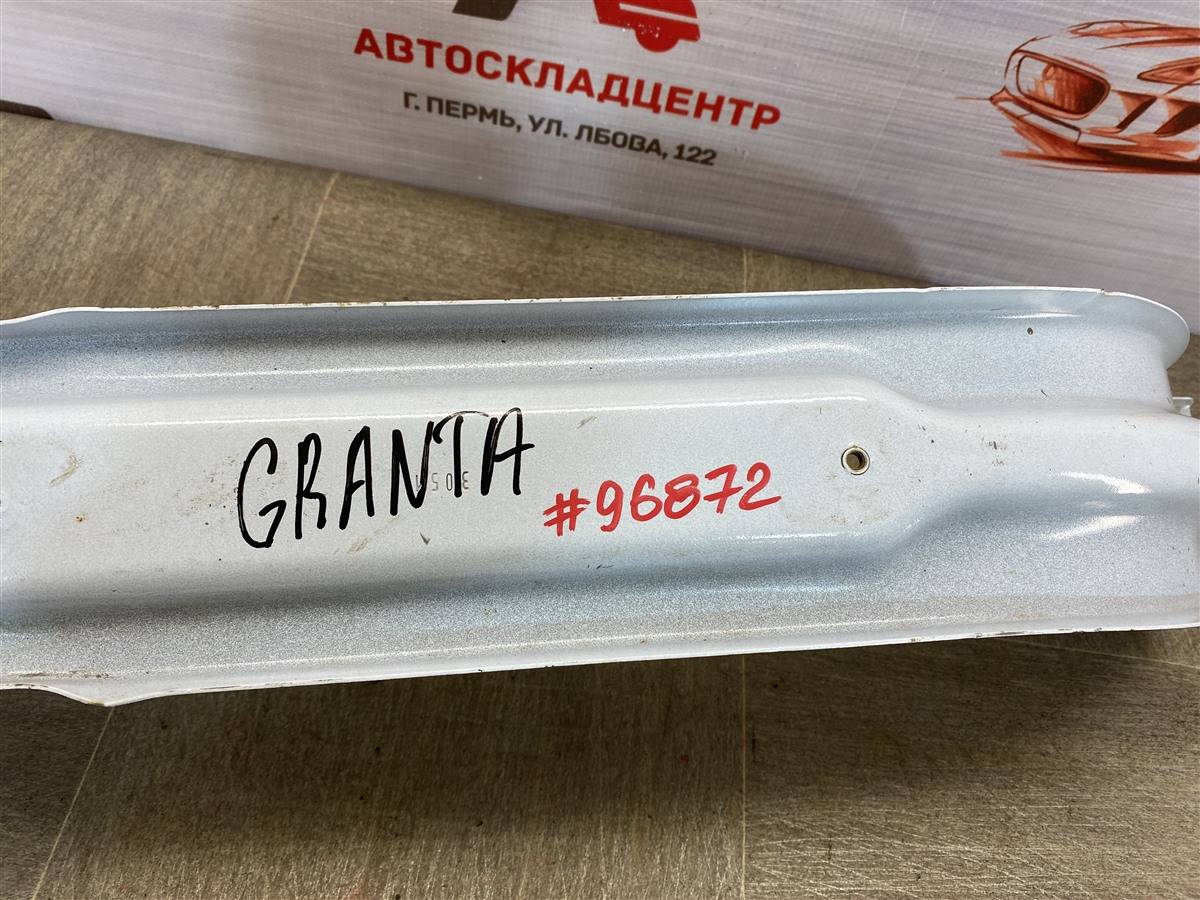 АВТОСКЛАДЦЕНТР
Г. ПЕРМЬ, УЛ. ЛБОВА, 122
GRANTA
#96872